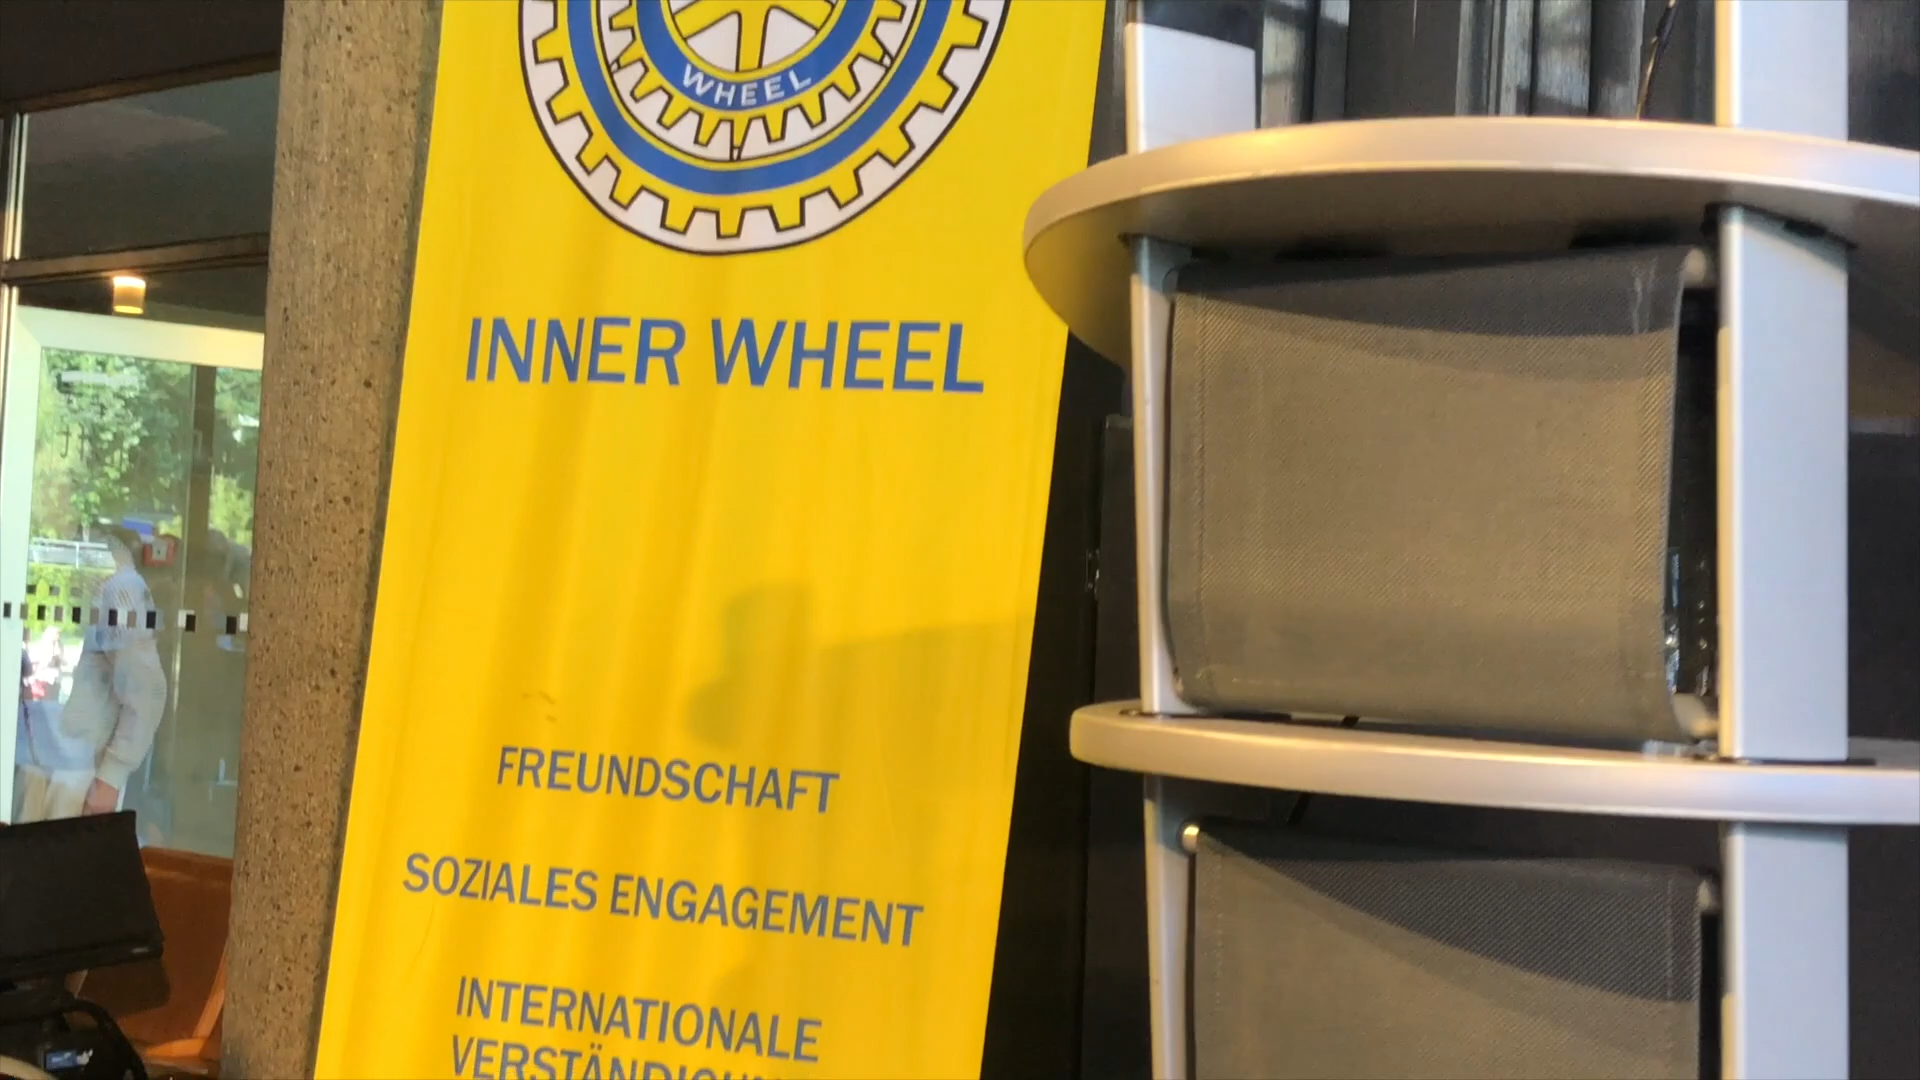 WHEEL
INNER WHEEL
FREUNDSCHAFT
SOZIALES ENGAGEMENT
INTERNATIONALE